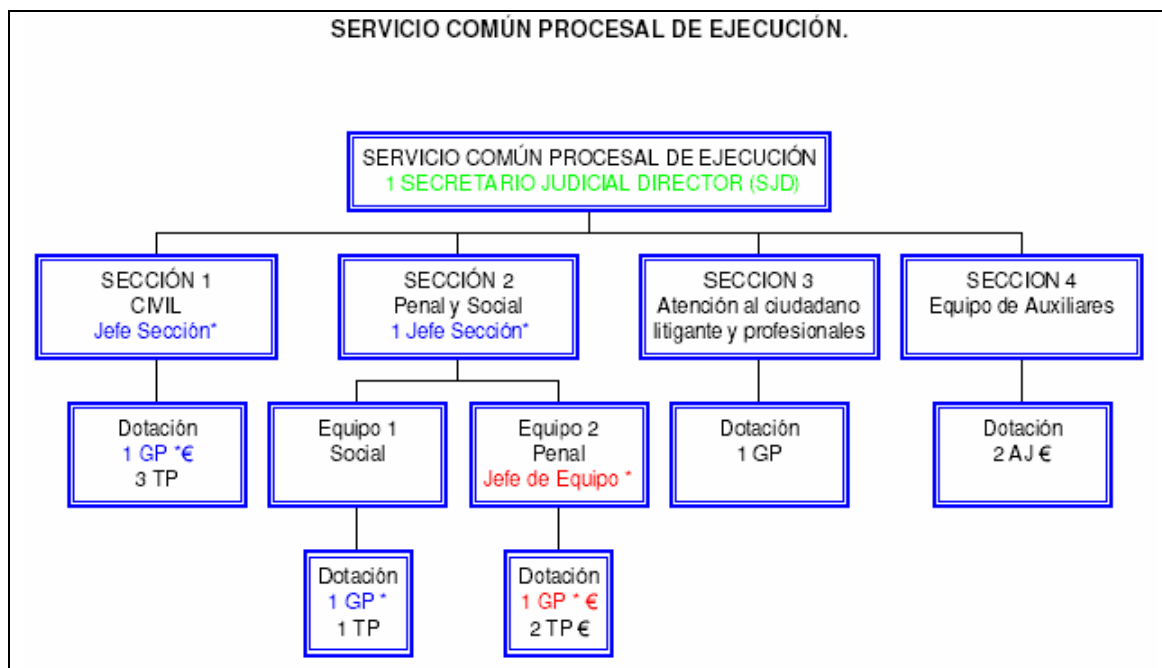 SERVICIO COMÚN PROCESAL DE EJECUCIÓN.
SERVICIO COMÚN PROCESAL DE EJECUCIÓN
1 SECRETARIO JUDICIAL DIRECTOR (SJD)
SECCIÓN 1
CIVIL
Jefe Sección*
SECCIÓN 2
Penal y Social
1 Jefe Sección*
SECCION 3
Atención al ciudadano
litigante y profesionales
SECCION 4
Equipo de Auxiliares
Dotación
1 GP *€
3 TP
Equipo 1
Social
Equipo 2
Penal
Jefe de Equipo *
Dotación
1 GP
Dotación
2 AJ €
Dotación
1 GP *
1 TP
Dotación
1 GP * €
2 TP €